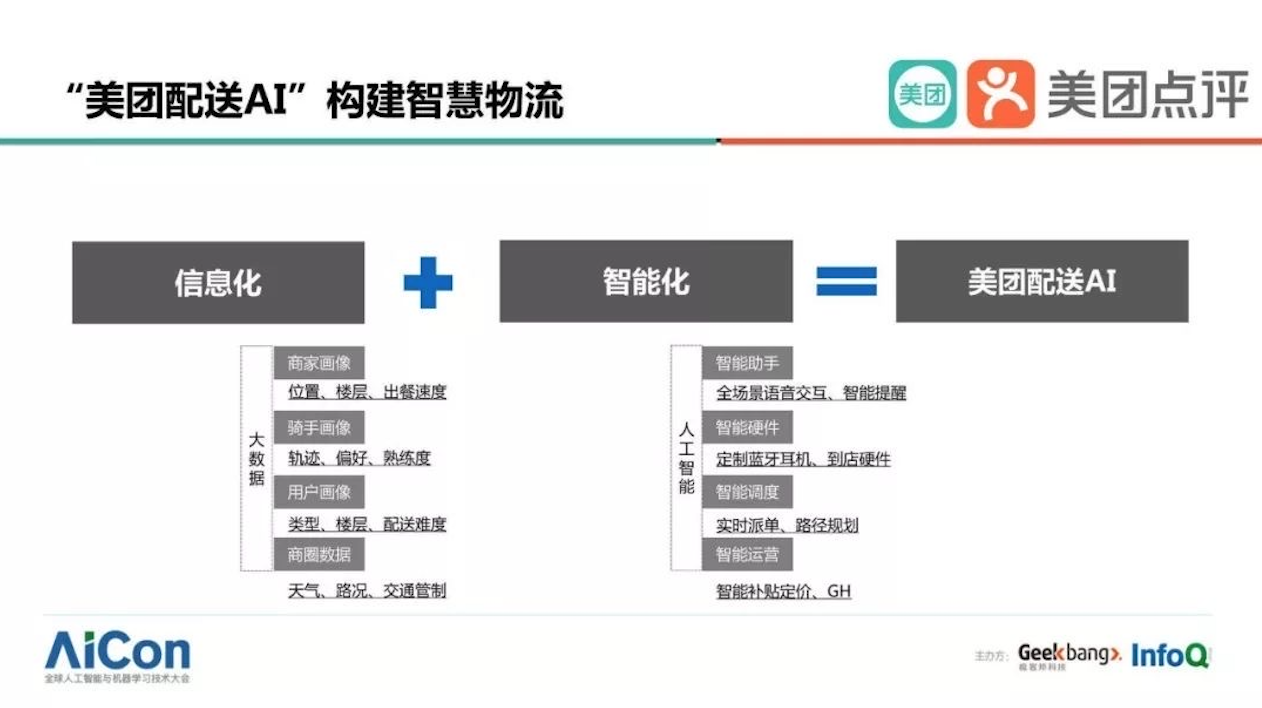 “美团配送AI”构建智慧物流
美团
美团点评
信息化
智能化
美团配送AI
大数据
商家画像
位置、楼层、出餐速度
骑手画像
轨迹、偏好、熟练度
用户画像
类型、楼层、配送难度
商圈数据
天气、路况、交通管制
人工智能
智能助手
全场景语音交互、智能提醒
智能硬件
定制蓝牙耳机、到店硬件
智能调度
实时派单、路径规划
智能运营
智能补贴定价、GH
AiCon
全球人工智能与机器学习技术大会
主办方:
Geekbang>.
极客邦科技
InfoQ